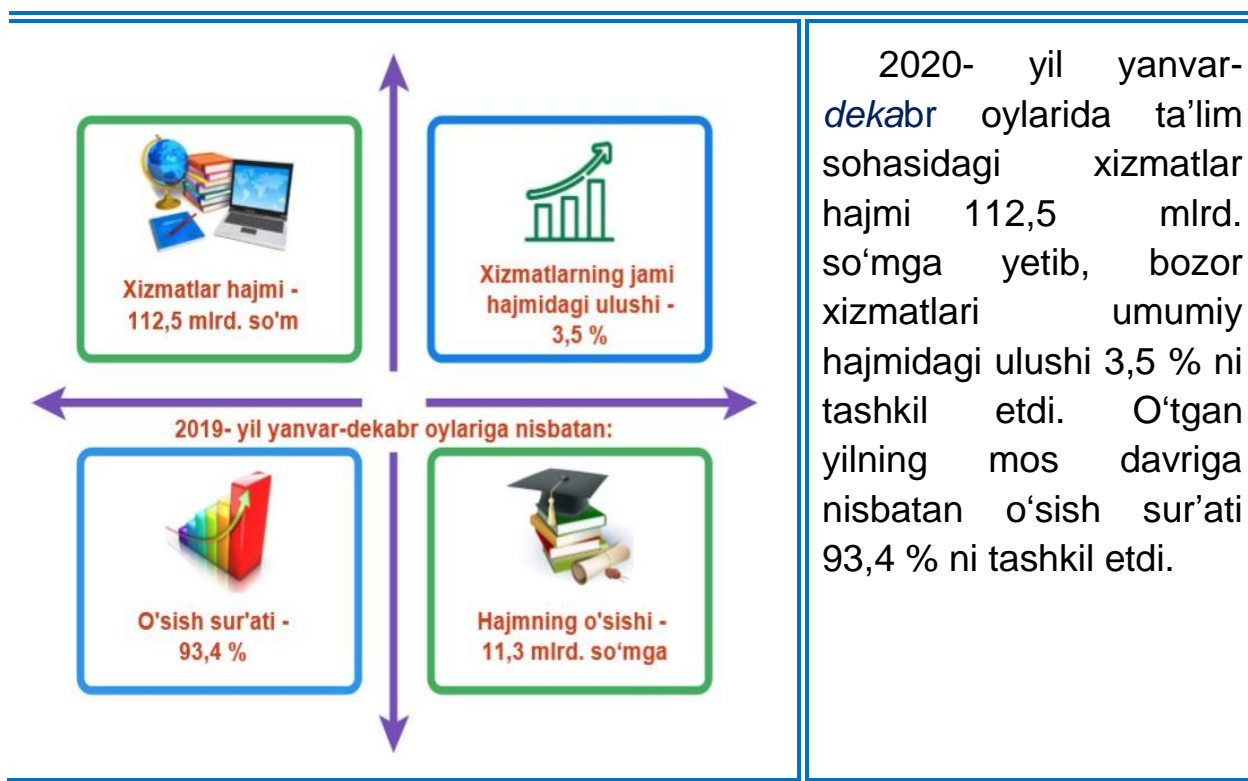 Xizmatlar hajmi -
112,5 mlrd. so'm
Xizmatlarning jami
hajmidagi ulushi -
3,5 %
2019- yil yanvar-dekabr oylariga nisbatan:
O'sish sur'ati -
93,4 %
Hajmning o'sishi -
11,3 mlrd. so‘mga
2020- yil yanvar-
dekabr oylarida ta’lim
sohasidagi xizmatlar
hajmi 112,5 mlrd.
so‘mga yetib, bozor
xizmatlari umumiy
hajmidagi ulushi 3,5 % ni
tashkil etdi. O‘tgan
yilning mos davriga
nisbatan o‘sish sur’ati
93,4 % ni tashkil etdi.